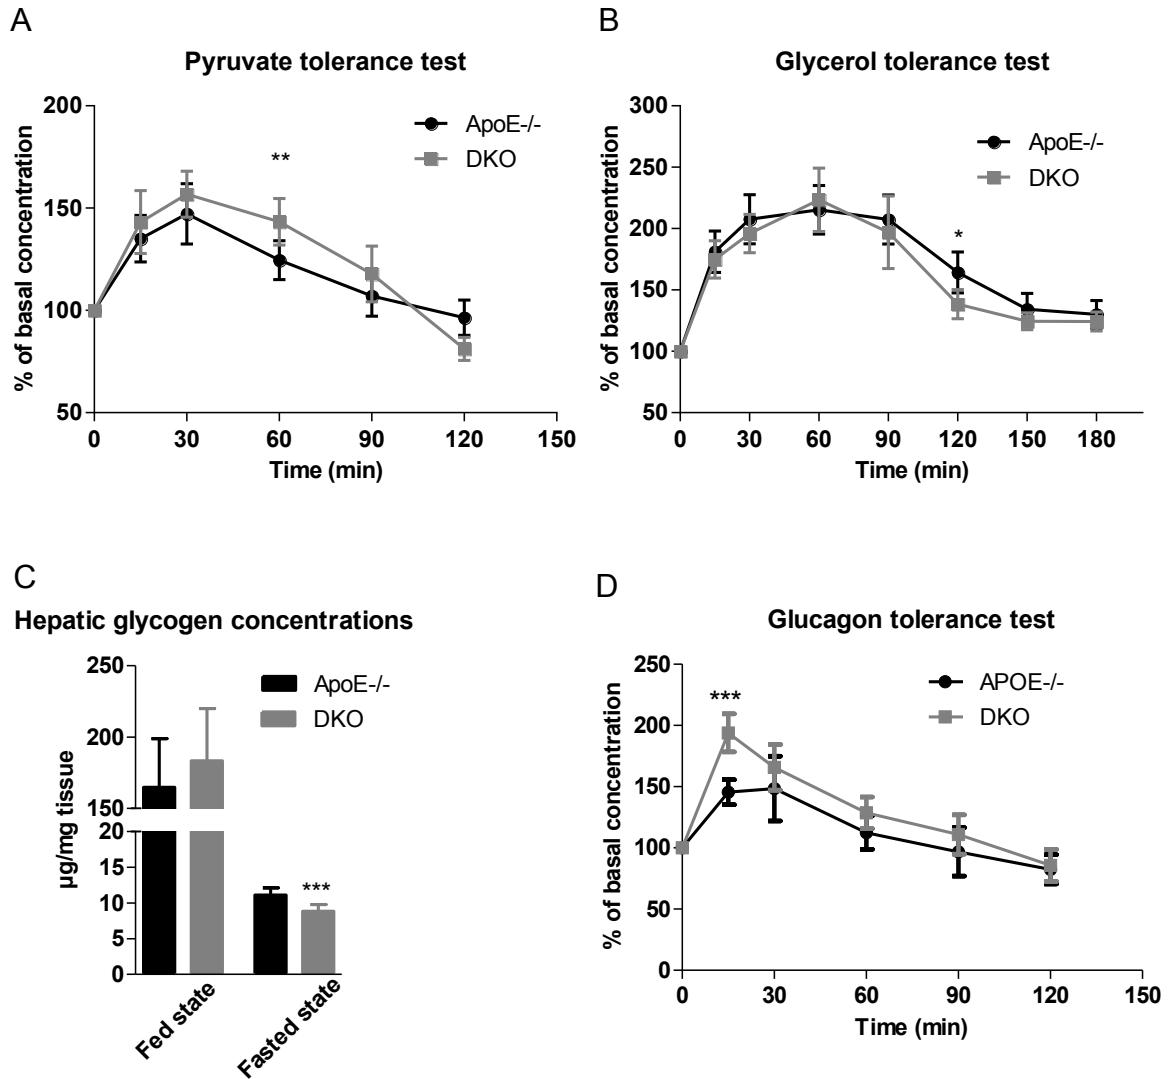 A
Pyruvate tolerance test
% of basal concentration
200
150
100
50
0
30
60
90
120
150
Time (min)
ApoE-/-
DKO
**
B
Glycerol tolerance test
% of basal concentration
300
250
200
150
100
50
0
30
60
90
120
150
180
Time (min)
ApoE-/-
DKO
*
C
Hepatic glycogen concentrations
µg/mg tissue
250
200
150
20
15
10
5
0
ApoE-/-
DKO
***
Fed state
Fasted state
D
Glucagon tolerance test
% of basal concentration
250
200
150
100
50
0
0
30
60
90
120
150
Time (min)
APOE-/-
DKO
***